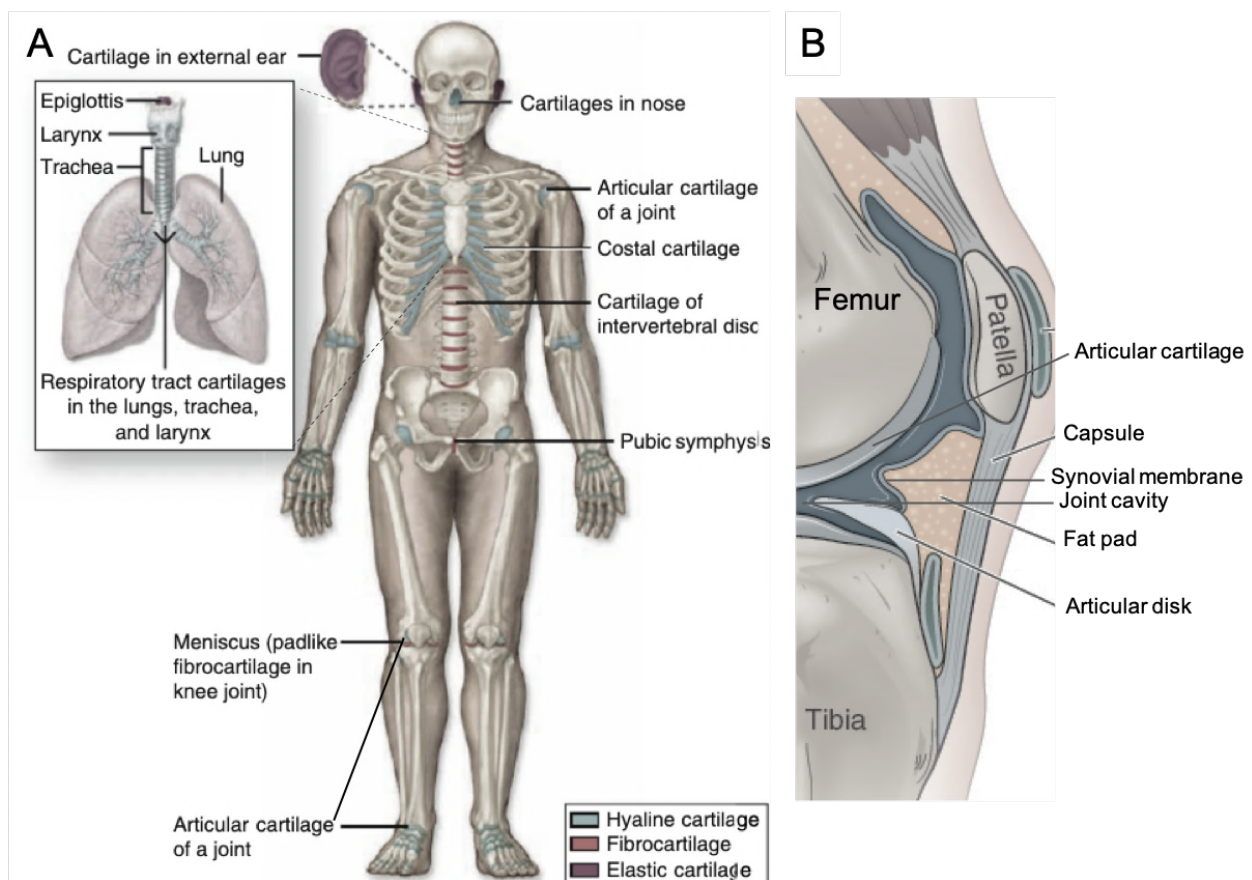 A
Cartilage in external ear
Epiglottis
Larynx
Trachea
Lung
Respiratory tract cartilages
in the lungs, trachea,
and larynx
Cartilages in nose
Articular cartilage
of a joint
Costal cartilage
Cartilage of
intervertebral disc
Pubic symphysis
Meniscus (padlike
fibrocartilage in
knee joint)
Articular cartilage
of a joint
Hyaline cartilage
Fibrocartilage
Elastic cartilage
B
Femur
Patella
Articular cartilage
Capsule
Synovial membrane
Joint cavity
Fat pad
Articular disk
Tibia